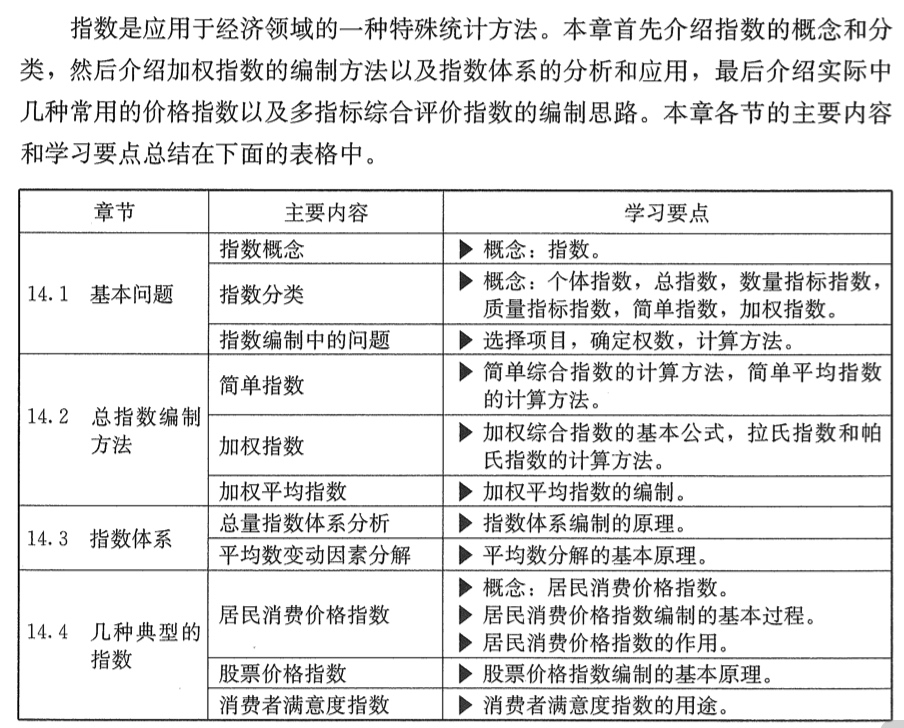 指数是应用于经济领域的一种特殊统计方法。本章首先介绍指数的概念和分
类，然后介绍加权指数的编制方法以及指数体系的分析和应用，最后介绍实际中
几种常用的价格指数以及多指标综合评价指数的编制思路。本章各节的主要内容
和学习要点总结在下面的表格中。
章节 主要内容 学习要点
14.1 基本问题
指数概念
▶ 概念：指数。
指数分类
▶ 概念：个体指数，总指数，数量指标指数，
质量指标指数，简单指数，加权指数。
指数编制中的问题
▶ 选择项目，确定权数，计算方法。
14.2 总指数编制
方法
简单指数
▶ 简单综合指数的计算方法，简单平均指数
的计算方法。
加权指数
▶ 加权综合指数的基本公式，拉氏指数和帕
氏指数的计算方法。
加权平均指数
▶ 加权平均指数的编制。
14.3 指数体系
总量指数体系分析
▶ 指数体系编制的原理。
平均数变动因素分解
▶ 平均数分解的基本原理。
14.4 几种典型的
指数
居民消费价格指数
▶ 概念：居民消费价格指数。
▶ 居民消费价格指数编制的基本过程。
▶ 居民消费价格指数的作用。
股票价格指数
▶ 股票价格指数编制的基本原理。
消费者满意度指数
▶ 消费者满意度指数的用途。